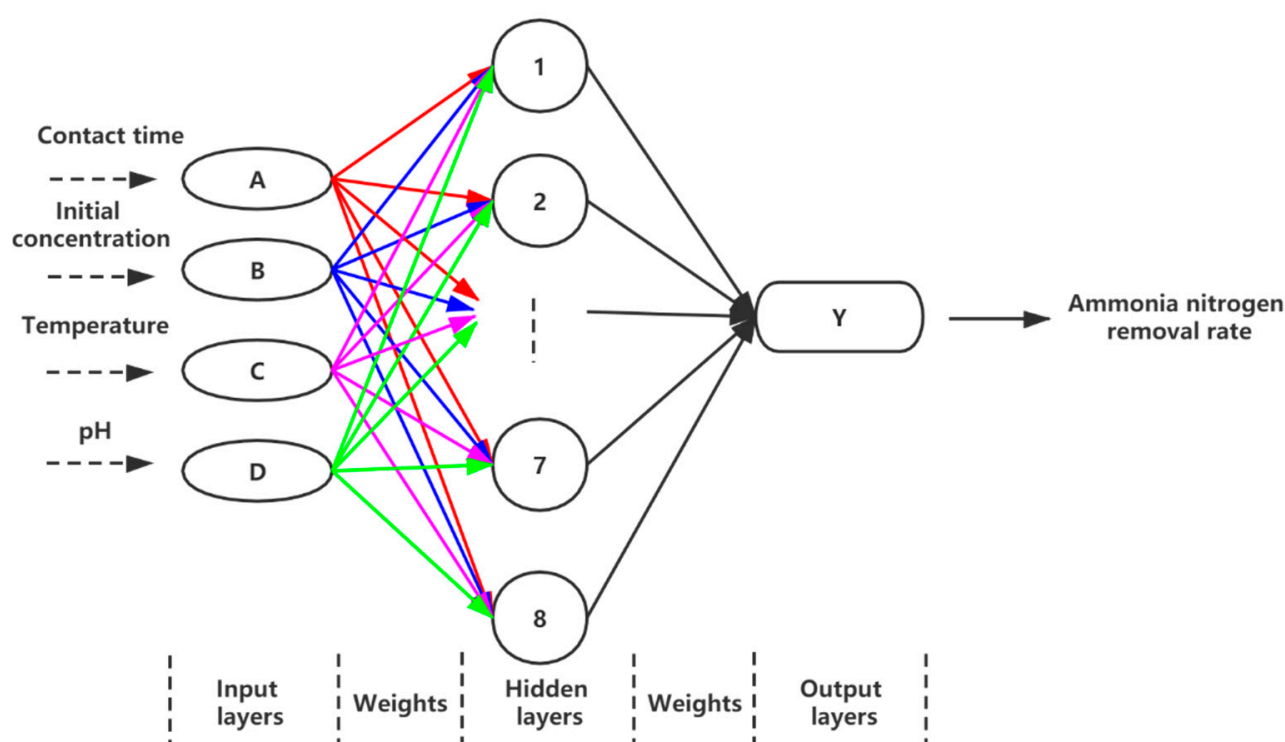 Contact time
A
Initial
concentration
B
Temperature
C
pH
D
1
2
7
8
Y
Ammonia nitrogen
removal rate
Input
layers
Weights
Hidden
layers
Weights
Output
layers